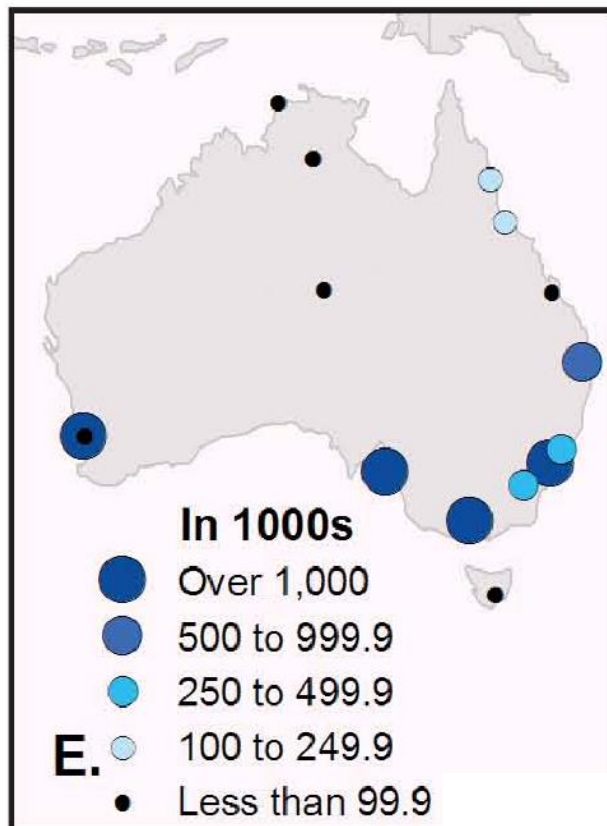 In 1000s
Over 1,000
500 to 999.9
250 to 499.9
E. 100 to 249.9
Less than 99.9